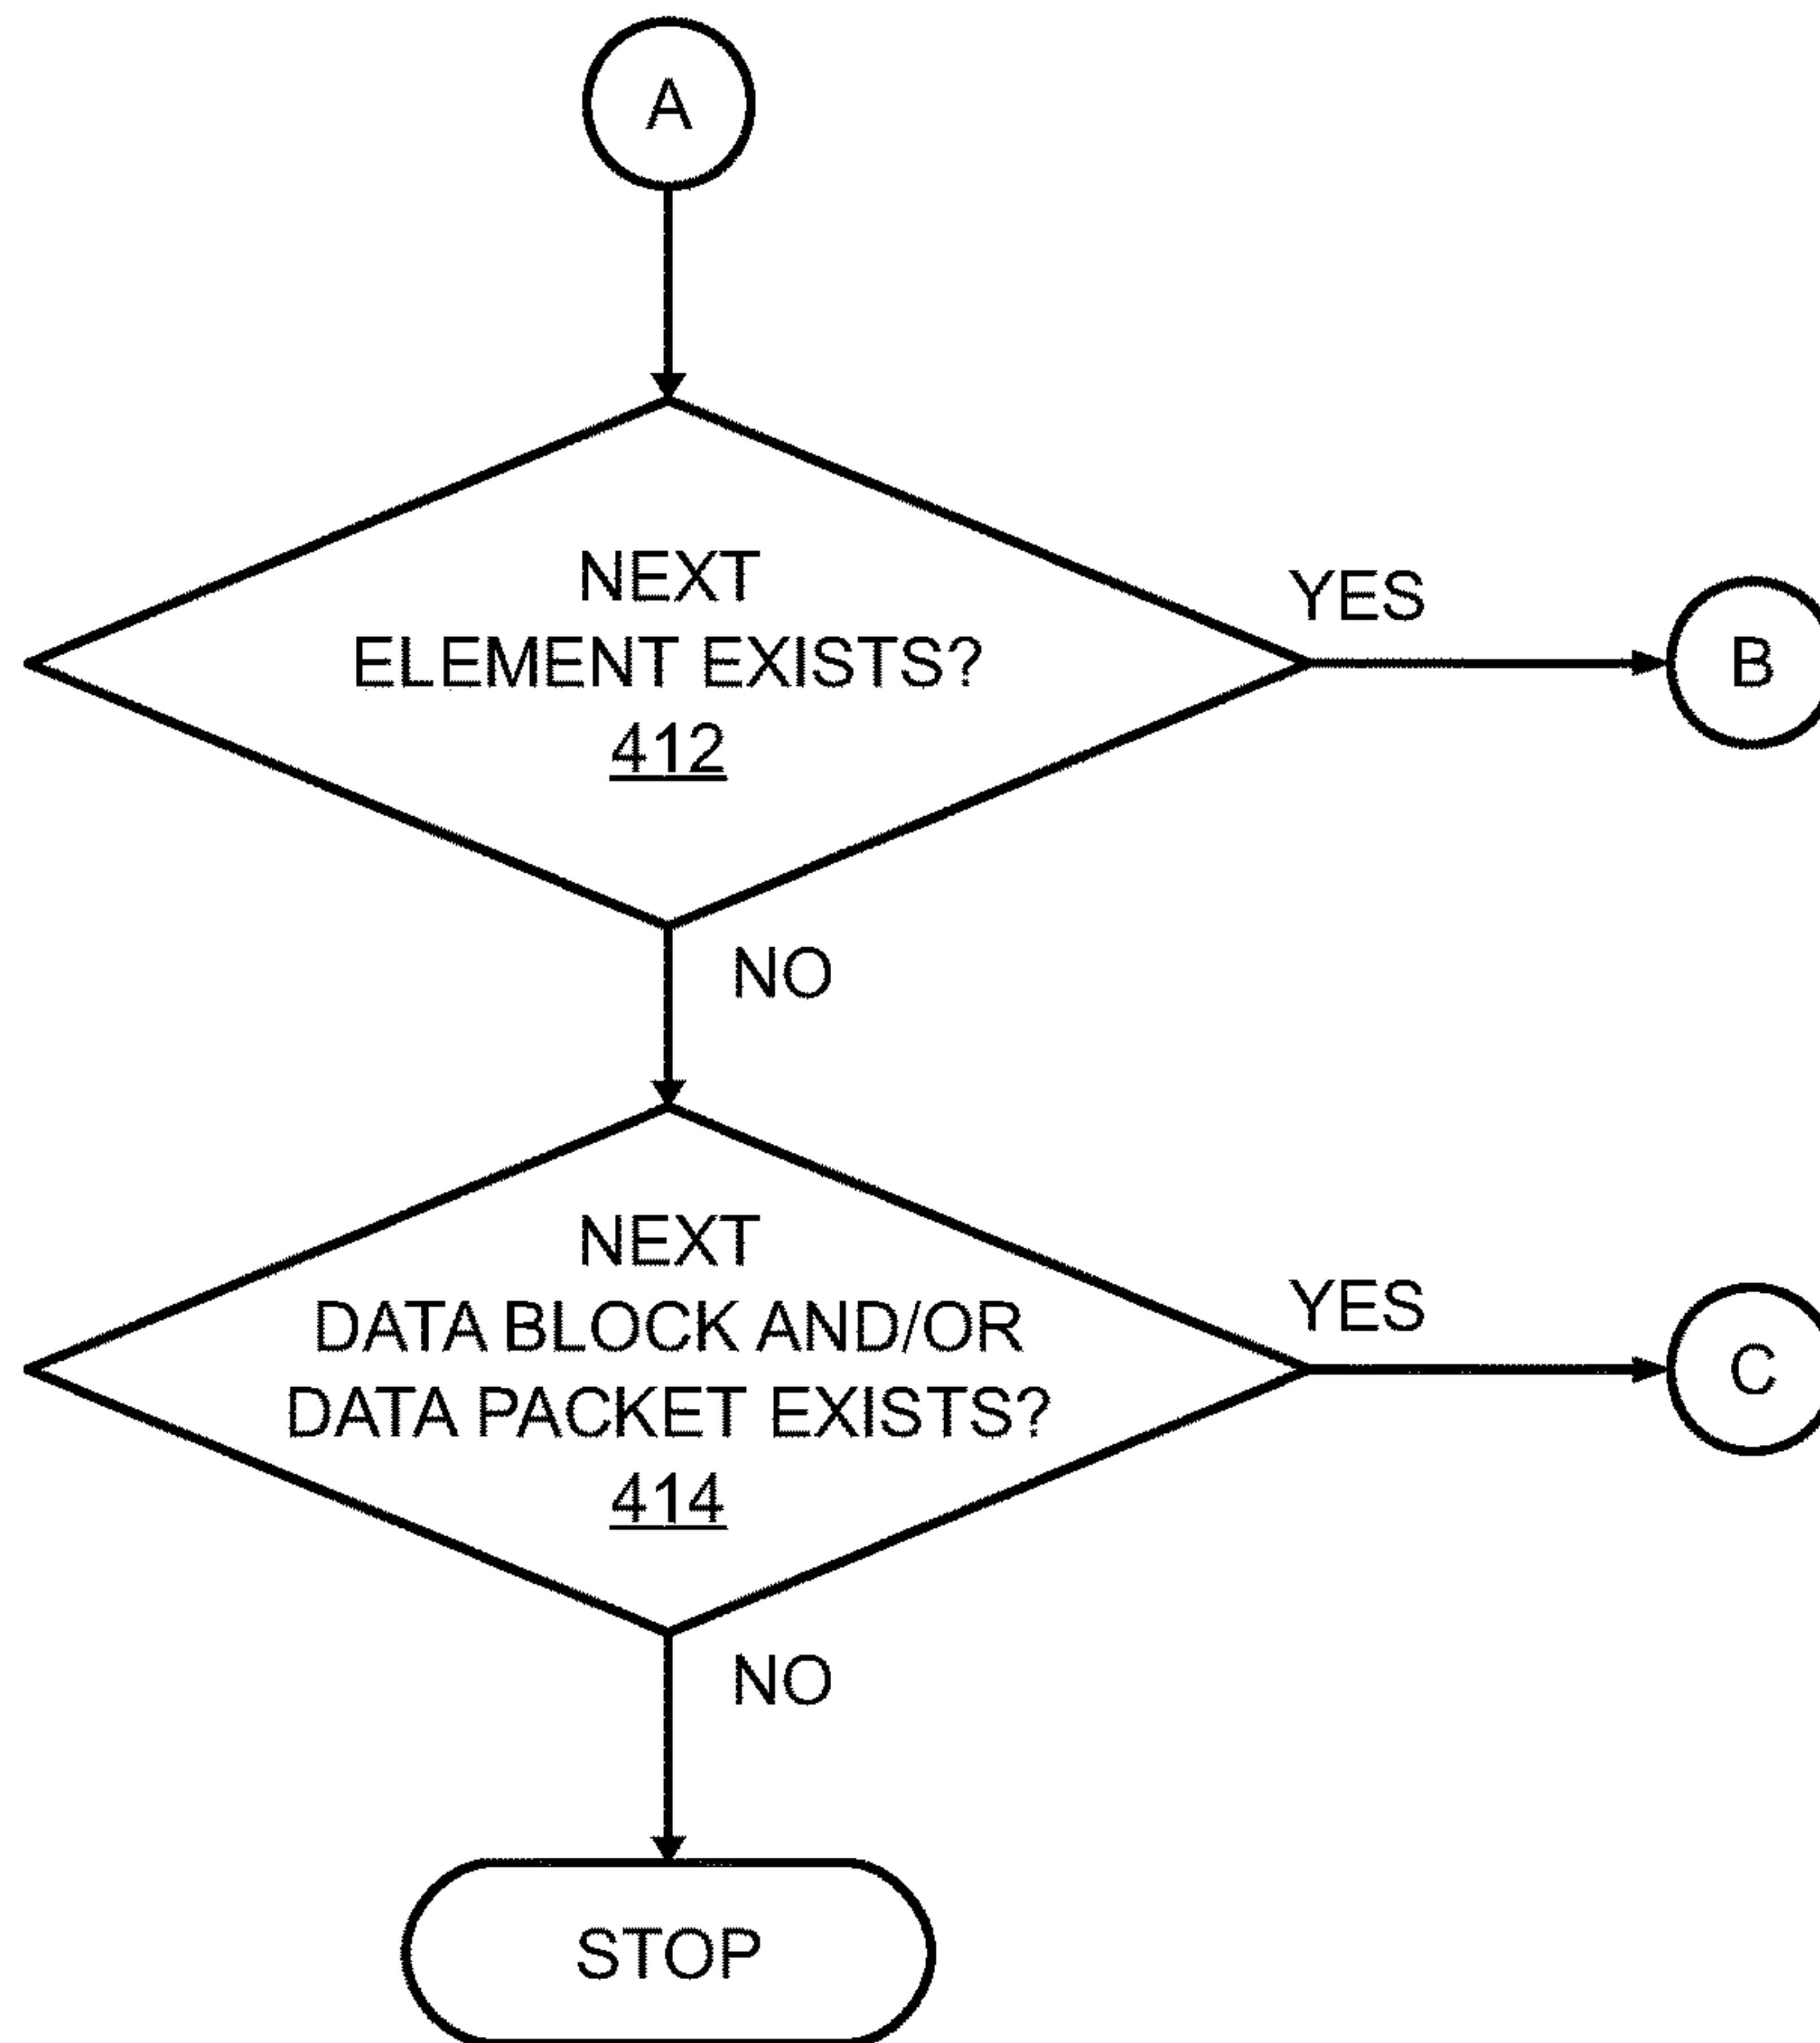 A
NEXT
ELEMENT EXISTS?
412
YES
B
NO
NEXT
DATA BLOCK AND/OR
DATA PACKET EXISTS?
414
YES
C
NO
STOP